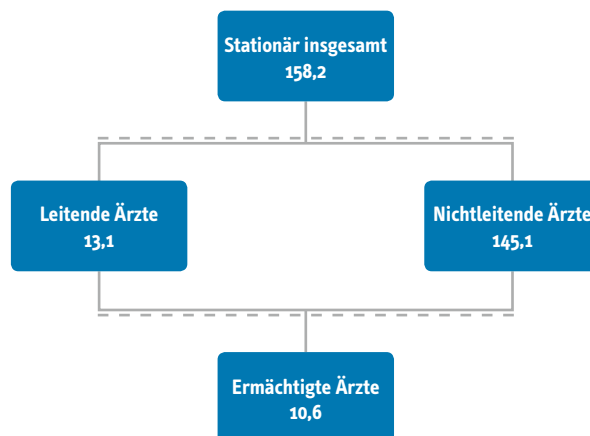 Stationär insgesamt
158,2
Leitende Ärzte
13,1
Nichtleitende Ärzte
145,1
Ermächtigte Ärzte
10,6